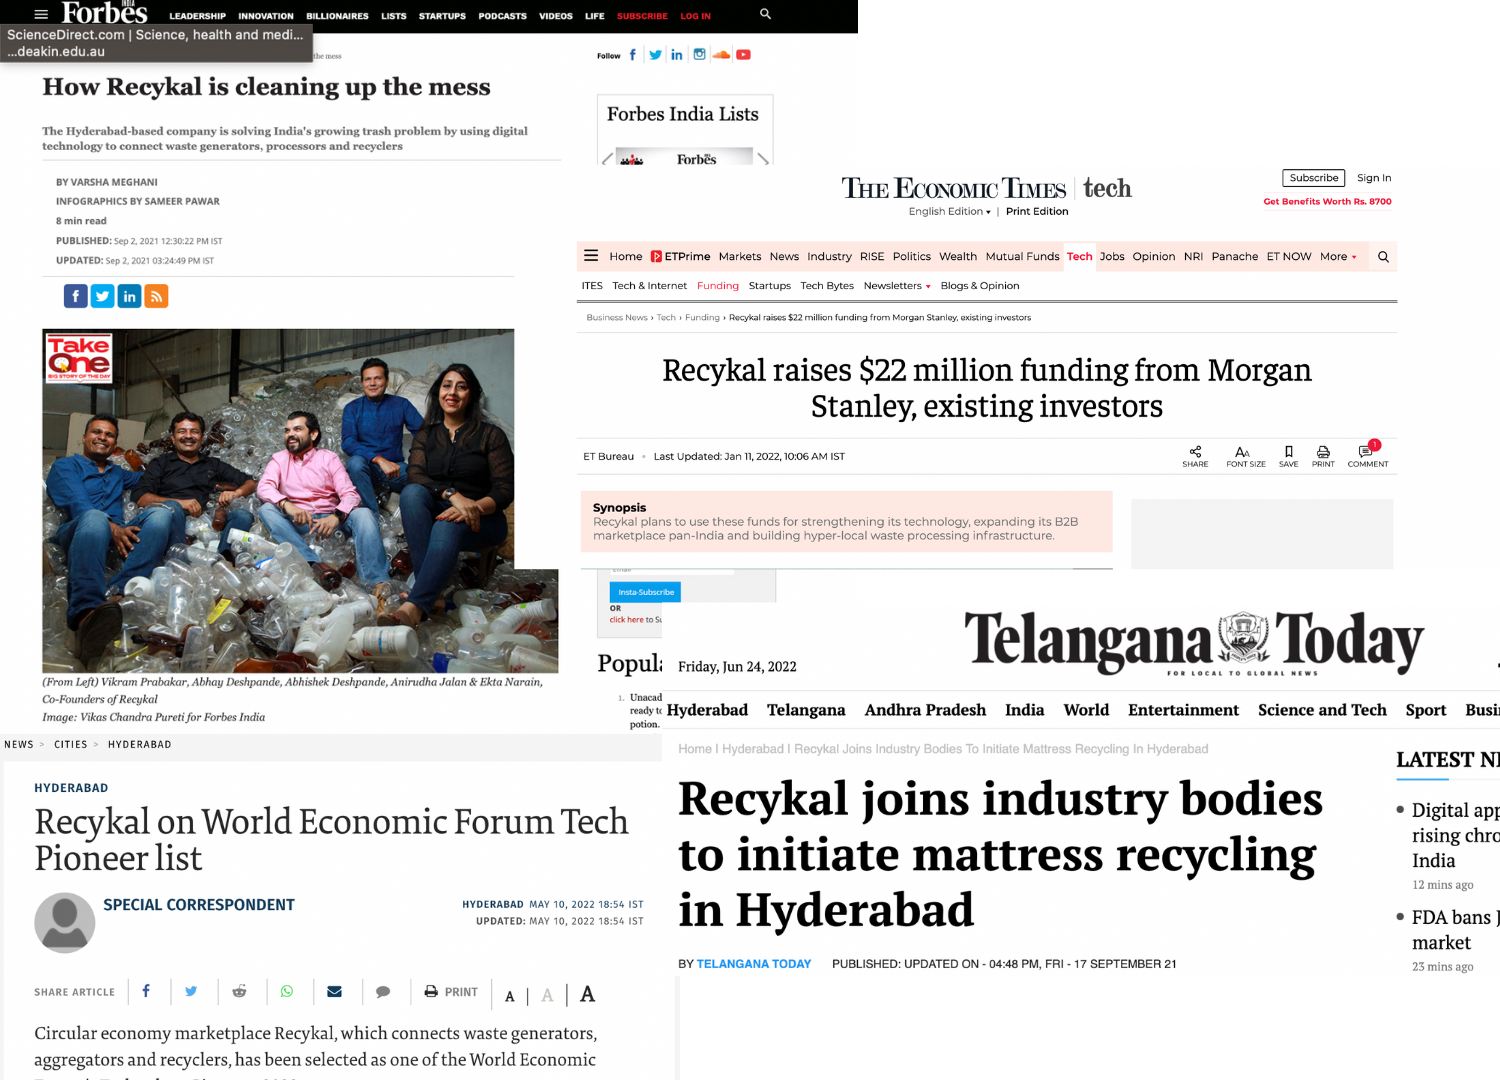 Forbes
INDIA
LEADERSHIP INNOVATION BILLIONAIRES LISTS STARTUPS PODCASTS VIDEOS LIFE SUBSCRIBE LOG IN
ScienceDirect.com | Science, health and medi...
...deakin.edu.au
the mess
How Recykal is cleaning up the mess
The Hyderabad-based company is solving India's growing trash problem by using digital
technology to connect waste generators, processors and recyclers
BY VARSHA MEGHANI
INFOGRAPHICS BY SAMEER PAWAR
8 min read
PUBLISHED: Sep 2, 2021 12:30:22 PM IST
UPDATED: Sep 2, 2021 03:24:49 PM IST
Take
One
BIG STORY OF THE DAY
(From Left) Vikram Prabakar, Abhay Deshpande, Abhishek Deshpande, Anirudha Jalan & Ekta Narain,
Co-Founders of Recykal
Image: Vikas Chandra Pureti for Forbes India
Follow
Forbes India Lists
Forbes
THE ECONOMIC TIMES | tech
English Edition | Print Edition
Subscribe Sign In
Get Benefits Worth Rs. 8700
Home ETPrime Markets News Industry RISE Politics Wealth Mutual Funds Tech Jobs Opinion NRI Panache ET NOW More
ITES Tech & Internet Funding Startups Tech Bytes Newsletters Blogs & Opinion
Business News › Tech › Funding › Recykal raises $22 million funding from Morgan Stanley, existing investors
Recykal raises $22 million funding from Morgan
Stanley, existing investors
ET Bureau • Last Updated: Jan 11, 2022, 10:06 AM IST
SHARE FONT SIZE SAVE PRINT COMMENT
1
Synopsis
Recykal plans to use these funds for strengthening its technology, expanding its B2B
marketplace pan-India and building hyper-local waste processing infrastructure.
Insta-Subscribe
OR
click here to Su
Popula
1. Unacad
ready to
potion.
Friday, Jun 24, 2022
Telangana Today
FOR LOCAL TO GLOBAL NEWS
Hyderabad Telangana Andhra Pradesh India World Entertainment Science and Tech Sport Busi
Home | Hyderabad | Recykal Joins Industry Bodies To Initiate Mattress Recycling In Hyderabad
Recykal joins industry bodies
to initiate mattress recycling
in Hyderabad
BY TELANGANA TODAY PUBLISHED: UPDATED ON - 04:48 PM, FRI - 17 SEPTEMBER 21
LATEST N
Digital app
rising chro
India
12 mins ago
FDA bans J
market
23 mins ago
NEWS > CITIES > HYDERABAD
HYDERABAD
Recykal on World Economic Forum Tech
Pioneer list
SPECIAL CORRESPONDENT
HYDERABAD MAY 10, 2022 18:54 IST
UPDATED: MAY 10, 2022 18:54 IST
SHARE ARTICLE PRINT A | A | A
Circular economy marketplace Recykal, which connects waste generators,
aggregators and recyclers, has been selected as one of the World Economic